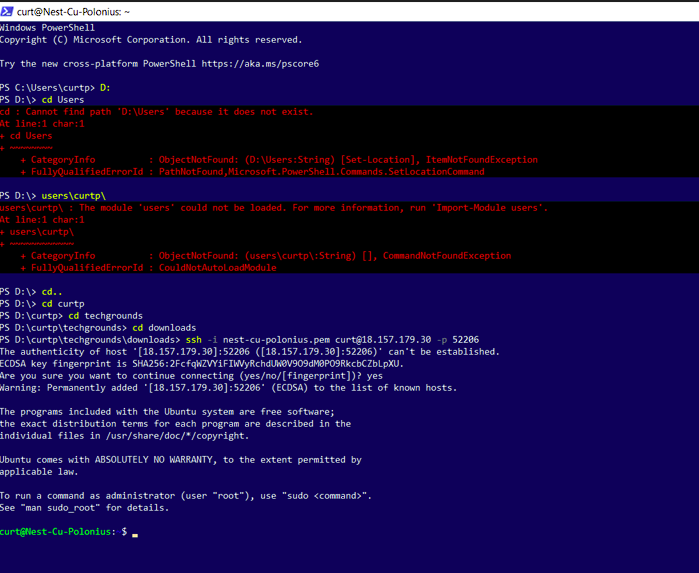 curt@Nest-Cu-Polonius: ~
Windows PowerShell
Copyright (C) Microsoft Corporation. All rights reserved.
Try the new cross-platform PowerShell https://aka.ms/pscore6
PS C:\Users\curtp> D:
PS D:\> cd Users
cd : Cannot find path 'D:\Users' because it does not exist.
At line:1 char:1
+ cd Users
+ ~~~~~~~~
    + CategoryInfo          : ObjectNotFound: (D:\Users:String) [Set-Location], ItemNotFoundException
    + FullyQualifiedErrorId : PathNotFound,Microsoft.PowerShell.Commands.SetLocationCommand
PS D:\> users\curtp\
users\curtp\ : The module 'users' could not be loaded. For more information, run 'Import-Module users'.
At line:1 char:1
+ users\curtp\
+ ~~~~~~~~~~~~
    + CategoryInfo          : ObjectNotFound: (users\curtp\:String) [], CommandNotFoundException
    + FullyQualifiedErrorId : CouldNotAutoLoadModule
PS D:\> cd..
PS D:\> cd curtp
PS D:\curtp> cd techgrounds
PS D:\curtp\techgrounds> cd downloads
PS D:\curtp\techgrounds\downloads> ssh -i nest-cu-polonius.pem curt@18.157.179.30 -p 52206
The authenticity of host '[18.157.179.30]:52206 ([18.157.179.30]:52206)' can't be established.
ECDSA key fingerprint is SHA256:2FcfqWZVYiFIWVyRchdUW0V9O9dM0PO9RkcbCZbLpXU.
Are you sure you want to continue connecting (yes/no/[fingerprint])? yes
Warning: Permanently added '[18.157.179.30]:52206' (ECDSA) to the list of known hosts.
The programs included with the Ubuntu system are free software;
the exact distribution terms for each program are described in the
individual files in /usr/share/doc/*/copyright.
Ubuntu comes with ABSOLUTELY NO WARRANTY, to the extent permitted by
applicable law.
To run a command as administrator (user "root"), use "sudo <command>".
See "man sudo_root" for details.
curt@Nest-Cu-Polonius: $